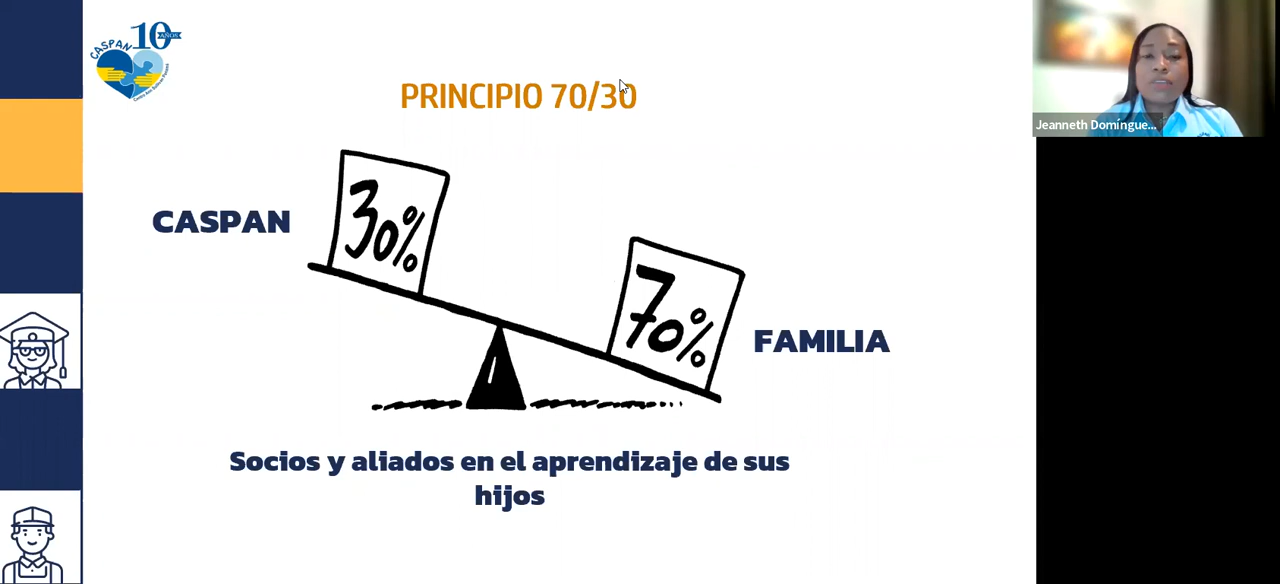 CASPAN
10 AÑOS
PRINCIPIO 70/30
CASPAN
30%
70%
FAMILIA
Socios y aliados en el aprendizaje de sus
hijos
Jeanneth Domíngue...